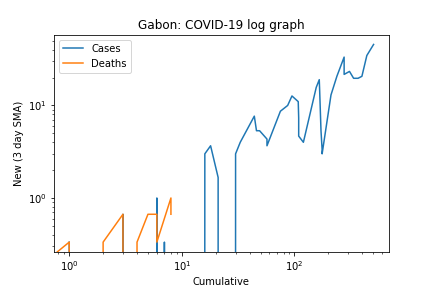 Gabon: COVID-19 log graph
Cases
Deaths
New (3 day SMA)
10¹
10⁰
10⁰ 10¹ 10²
Cumulative